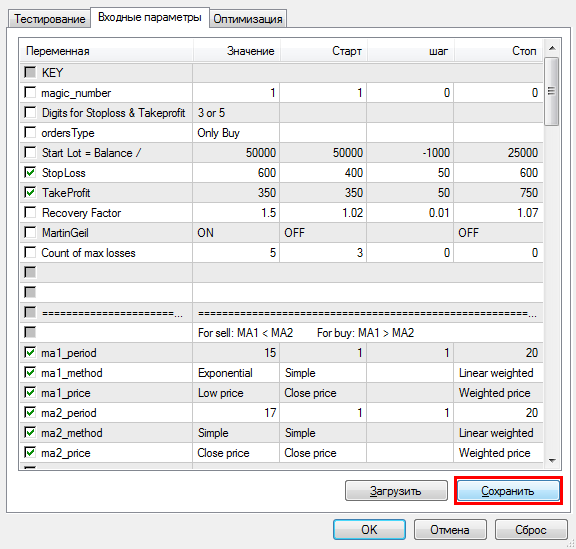 Тестирование Входные параметры Оптимизация
Переменная Значение Старт шаг Стоп
KEY
magic_number 1 1 0 0
Digits for Stoploss & Takeprofit 3 or 5
ordersType Only Buy
Start Lot = Balance / 50000 50000 -1000 25000
StopLoss 600 400 50 600
TakeProfit 350 350 50 750
Recovery Factor 1.5 1.02 0.01 1.07
MartinGeil ON OFF OFF
Count of max losses 5 3 0 0
=======================... =======================================================...
For sell: MA1 < MA2 For buy: MA1 > MA2
ma1_period 15 1 1 20
ma1_method Exponential Simple Linear weighted
ma1_price Low price Close price Weighted price
ma2_period 17 1 1 20
ma2_method Simple Simple Linear weighted
ma2_price Close price Close price Weighted price
Загрузить Сохранить
OK Отмена Сброс